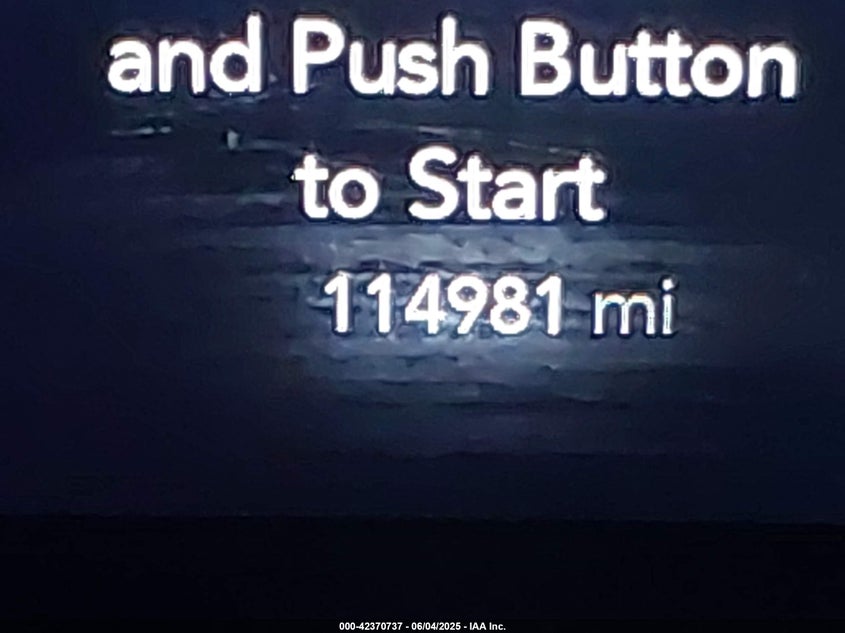 and Push Button
to Start
114981 mi
000-42370737 - 06/04/2025 - IAA Inc.